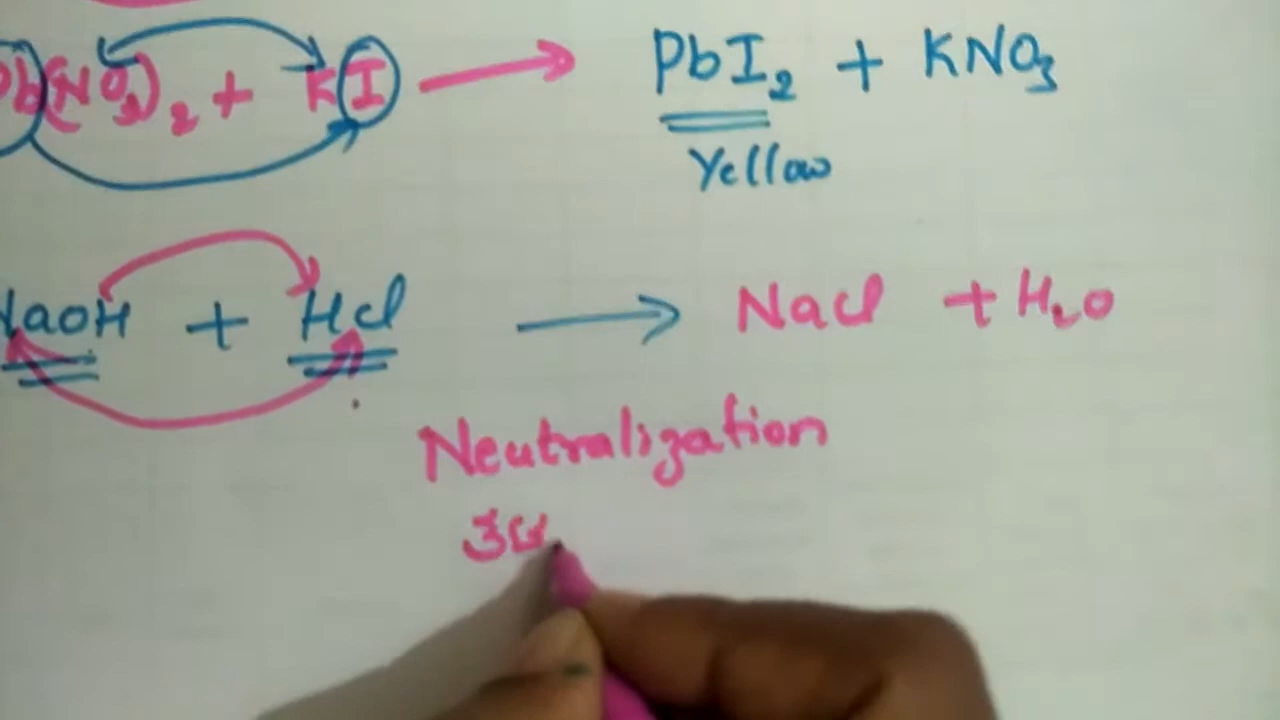 Pb(NO3)2 + KI → PbI2 + KNO3
Yellow
NaOH + HCl → NaCl + H2O
Neutralization